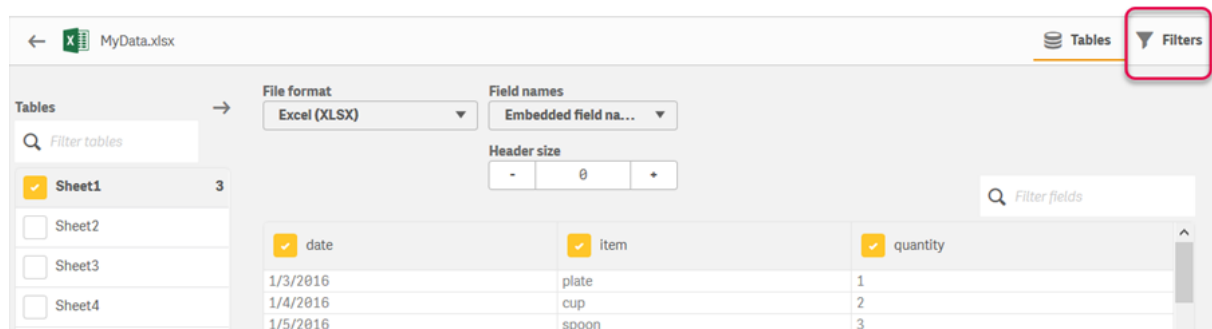 MyData.xlsx
Tables
Filters
Tables
Filter tables
Sheet1 3
Sheet2
Sheet3
Sheet4
File format
Excel (XLSX)
Field names
Embedded field na...
Header size
- 0 +
Filter fields
date item quantity
1/3/2016 plate 1
1/4/2016 cup 2
1/5/2016 spoon 3